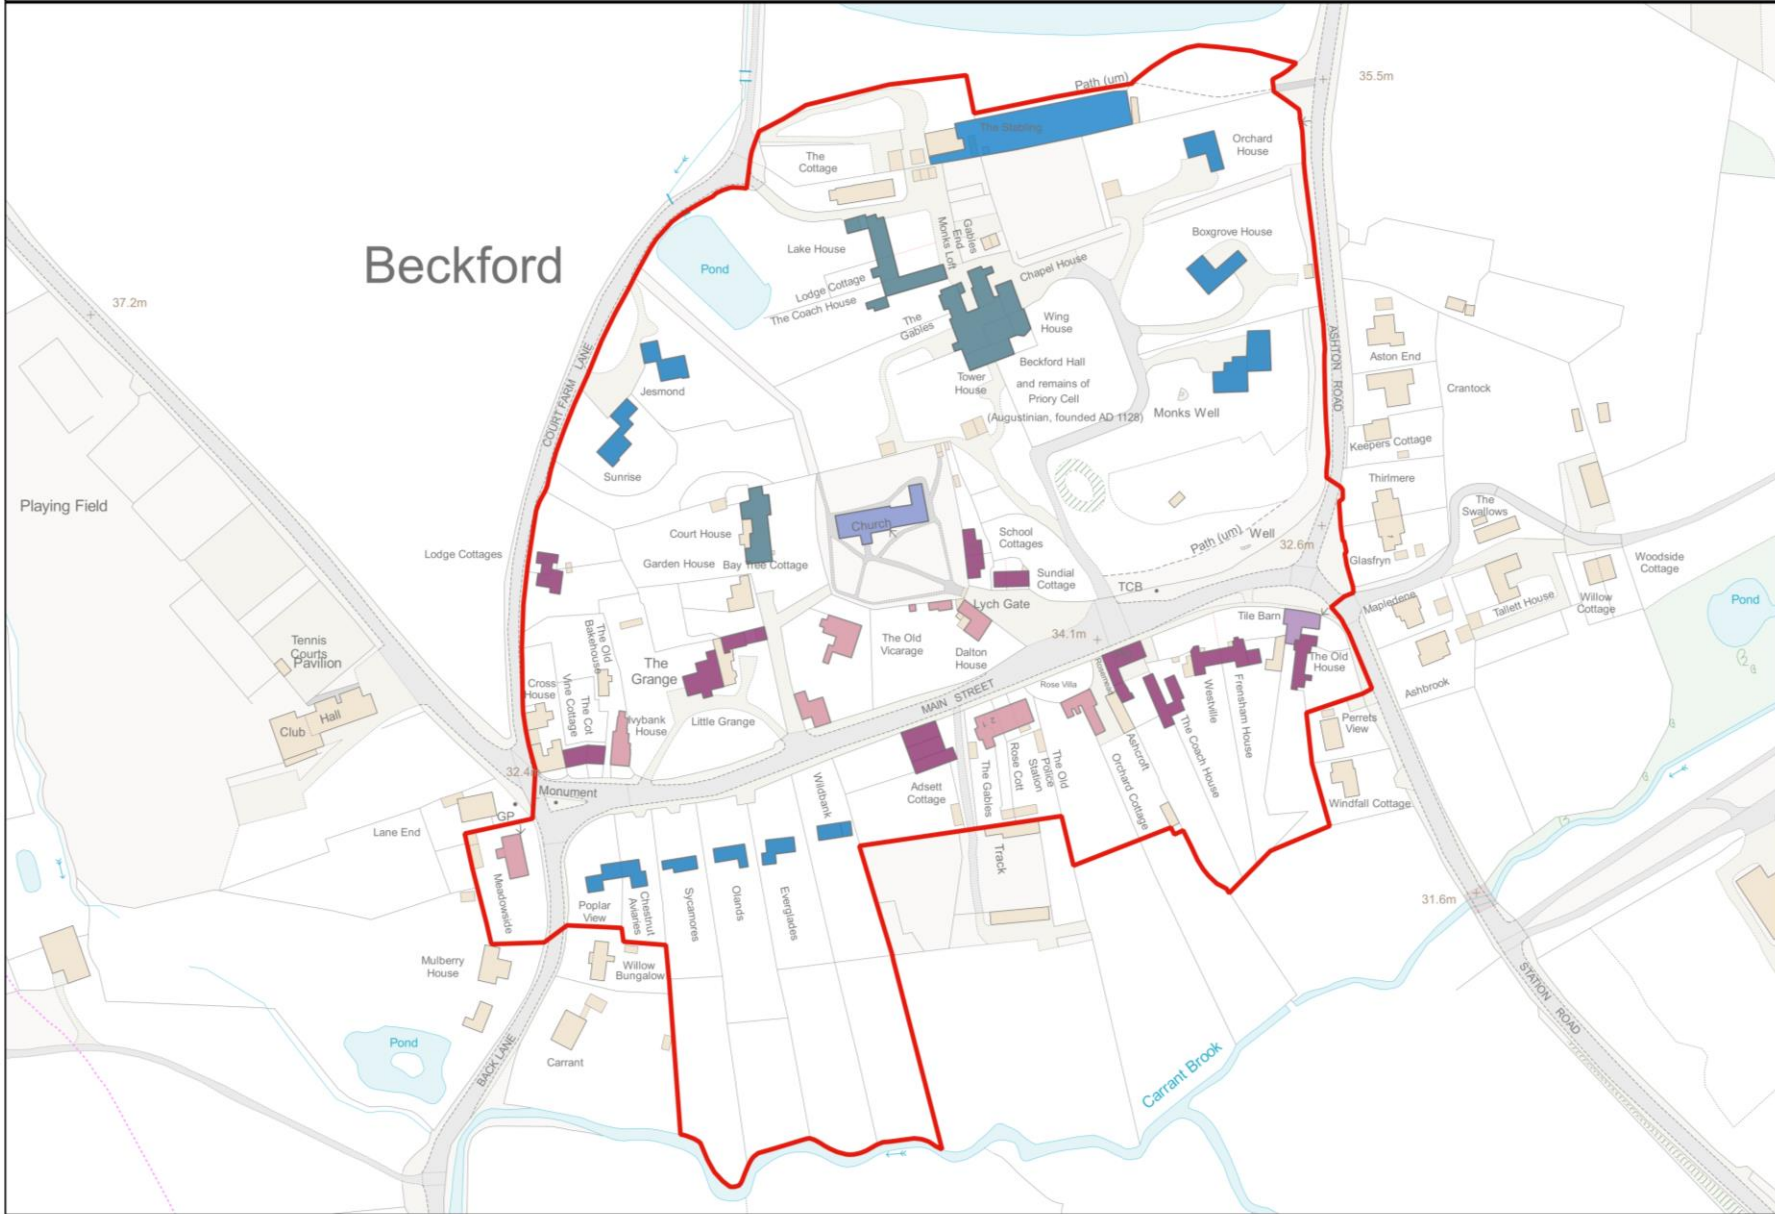 Path (um)
35.5m
The Stabling
Orchard
House
The
Cottage
Beckford
37.2m
Pond
Lake House
Monks Loft
Gables
End
Boxgrove House
Chapel House
Lodge Cottage
The Coach House
The
Gables
Wing
House
Tower
House
Beckford Hall
and remains of
Priory Cell
(Augustinian, founded AD 1128)
Monks Well
COURT FARM LANE
Jesmond
Sunrise
ASHTON ROAD
Aston End
Crantock
Keepers Cottage
Thirlmere
The
Swallows
Playing Field
Lodge Cottages
Court House
Garden House
Bay Tree Cottage
Church
School
Cottages
Sundial
Cottage
Path (um)
Well
32.6m
Glasfryn
Woodside
Cottage
TCB
Lych Gate
Mapledene
Tallett House
Willow
Cottage
Pond
Tile Barn
34.1m
The Old
Vicarage
Dalton
House
The Old
House
Tennis
Courts
Pavilion
The Old
Bakehouse
The
Grange
Cross
House
Vine Cottage
The Cot
Ivybank
House
Little Grange
MAIN STREET
Rose Villa
Rosemead
Westville
Frensham House
Ashbrook
Perrets
View
Club
Hall
32.4m
Monument
GP
Lane End
Wildbank
Adsett
Cottage
1
2
The Gables
Rose Cott
The Old
Police
Station
Ashcroft
Orchard Cottage
The Coach House
Windfall Cottage
Meadowside
Poplar
View
Chestnut
Aviaries
Sycamores
Olands
Everglades
Track
31.6m
Mulberry
House
Willow
Bungalow
Pond
BACK LANE
Carrant
Carrant Brook
STATION ROAD